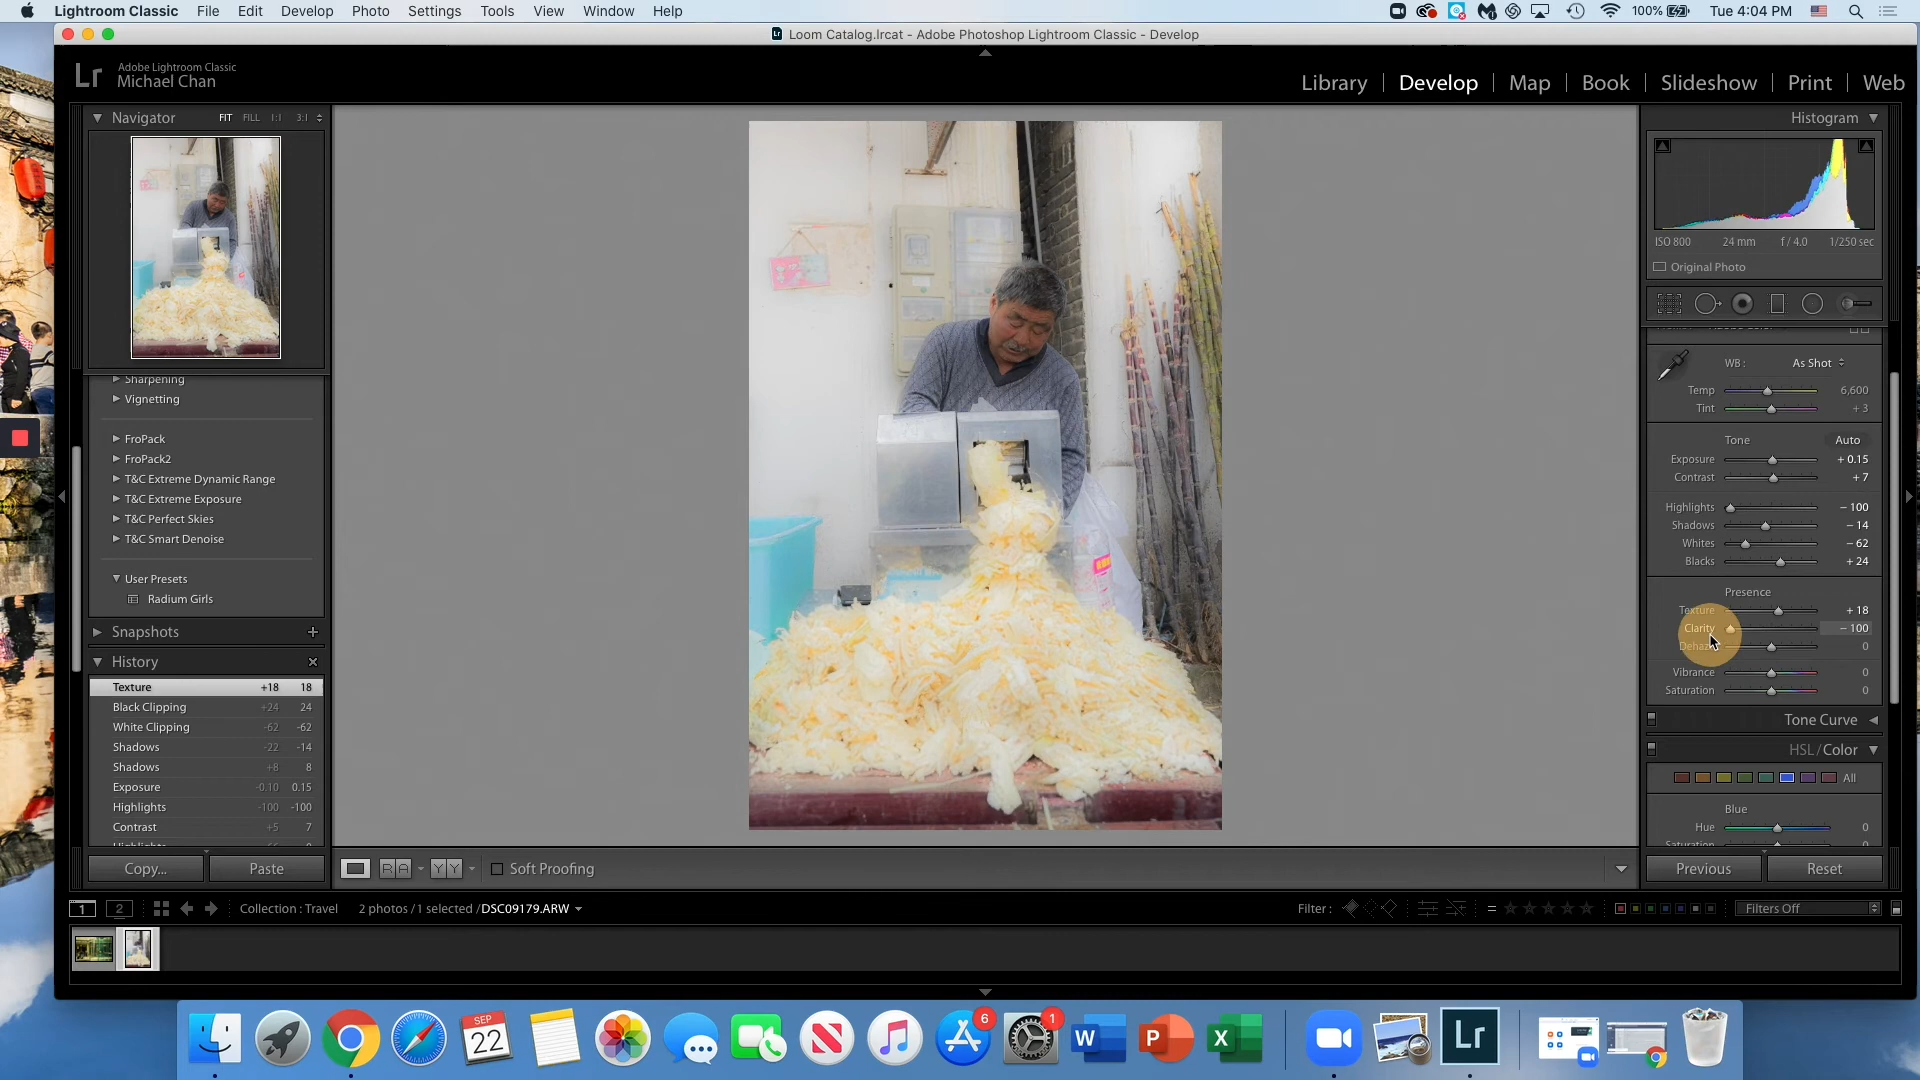 Lightroom Classic File Edit Develop Photo Settings Tools View Window Help 100% Tue 4:04 PM
Loom Catalog.lrcat - Adobe Photoshop Lightroom Classic - Develop
Lr Adobe Lightroom Classic
Michael Chan
Library | Develop | Map | Book | Slideshow | Print | Web
Navigator FIT FILL 1:1 3:1
Histogram
ISO 800 24 mm f / 4.0 1/250 sec
Original Photo
Sharpening
Vignetting
FroPack
FroPack2
T&C Extreme Dynamic Range
T&C Extreme Exposure
T&C Perfect Skies
T&C Smart Denoise
User Presets
Radium Girls
Snapshots +
History ×
Texture +18 18
Black Clipping +24 24
White Clipping -62 -62
Shadows -22 -14
Shadows +8 8
Exposure -0.10 0.15
Highlights -100 -100
Contrast +5 7
Copy... Paste
WB : As Shot
Temp 6,600
Tint + 3
Tone Auto
Exposure + 0.15
Contrast + 7
Highlights - 100
Shadows - 14
Whites - 62
Blacks + 24
Presence
Texture + 18
Clarity - 100
Dehaze 0
Vibrance 0
Saturation 0
Tone Curve
HSL / Color
All
Blue
Hue 0
Saturation 0
Previous Reset
R A Y Y Soft Proofing
1 2 Collection : Travel 2 photos / 1 selected / DSC09179.ARW Filter : Filters Off
SEP
22
6
1
W P X Lr